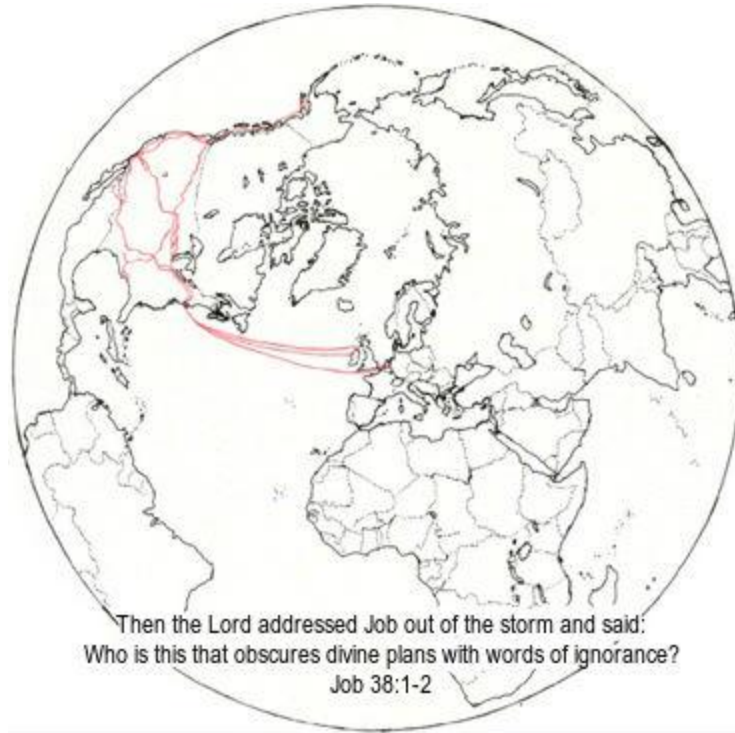 Then the Lord addressed Job out of the storm and said:
Who is this that obscures divine plans with words of ignorance?
Job 38:1-2